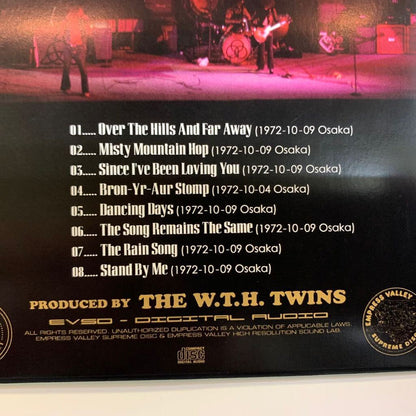 01..... Over The Hills And Far Away (1972-10-09 Osaka)
02..... Misty Mountain Hop (1972-10-09 Osaka)
03..... Since I've Been Loving You (1972-10-09 Osaka)
04..... Bron-Yr-Aur Stomp (1972-10-04 Osaka)
05..... Dancing Days (1972-10-09 Osaka)
06..... The Song Remains The Same (1972-10-09 Osaka)
07..... The Rain Song (1972-10-09 Osaka)
08..... Stand By Me (1972-10-09 Osaka)
PRODUCED BY THE W.T.H. TWINS
EVSD - DIGITAL AUDIO
ALL RIGHTS RESERVED. UNAUTHORIZED DUPLICATION IS A VIOLATION OF APPLICABLE LAWS.
EMPRESS VALLEY SUPREME DISC & EMPRESS VALLEY HIGH RESOLUTION SOUND LAB.
COMPACT
disc
DIGITAL AUDIO
EMPRESS VALLEY
SUPREME DISC